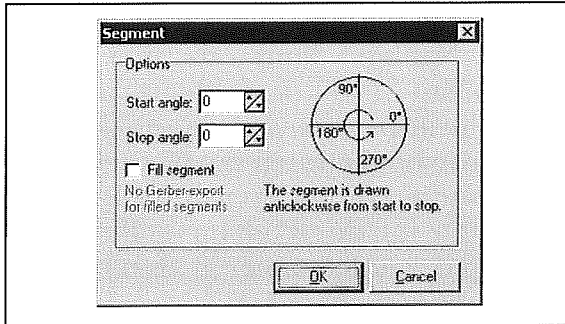 Segment
Options
Start angle: 0
Stop angle: 0
Fill segment
No Gerber-export
for filled segments
90°
0°
180°
270°
The segment is drawn
anticlockwise from start to stop.
OK
Cancel